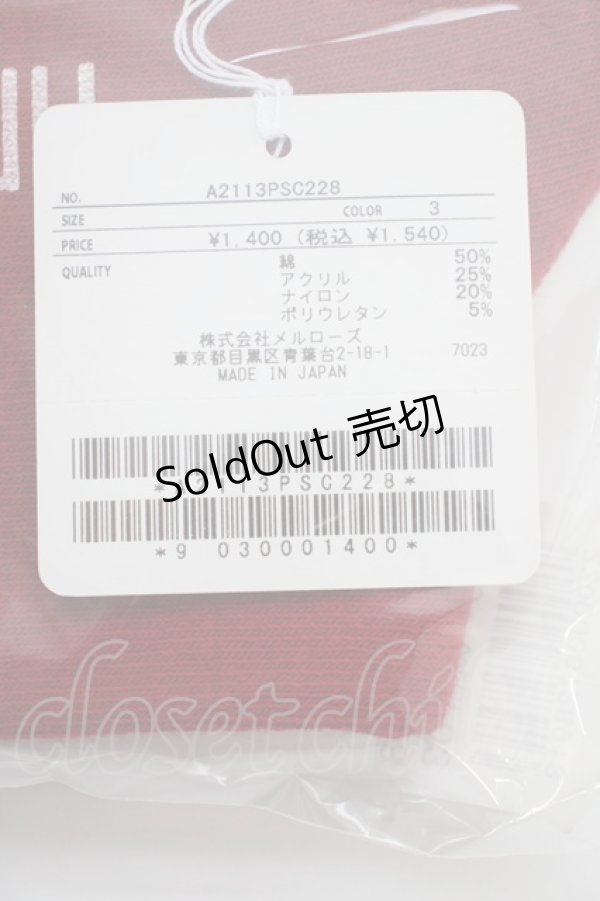 NO. A2113PSC228
SIZE COLOR 3
PRICE ¥1,400 (税込 ¥1,540)
QUALITY 綿 50%
アクリル 25%
ナイロン 20%
ポリウレタン 5%
株式会社メルローズ
東京都目黒区青葉台2-18-1 7023
MADE IN JAPAN
SoldOut 売切
*A2113PSC228*
*9 030001400*
closetchi